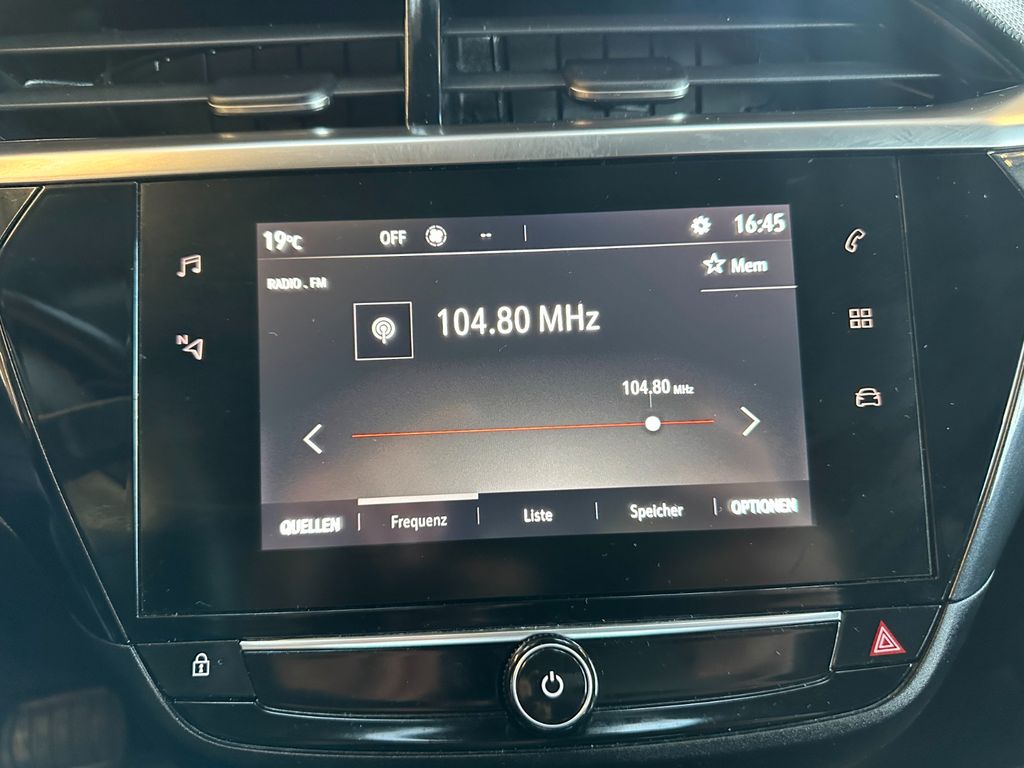 19°C OFF -- 16:45
Mem
RADIO . FM
104.80 MHz
104.80 MHz
N
QUELLEN Frequenz Liste Speicher OPTIONEN